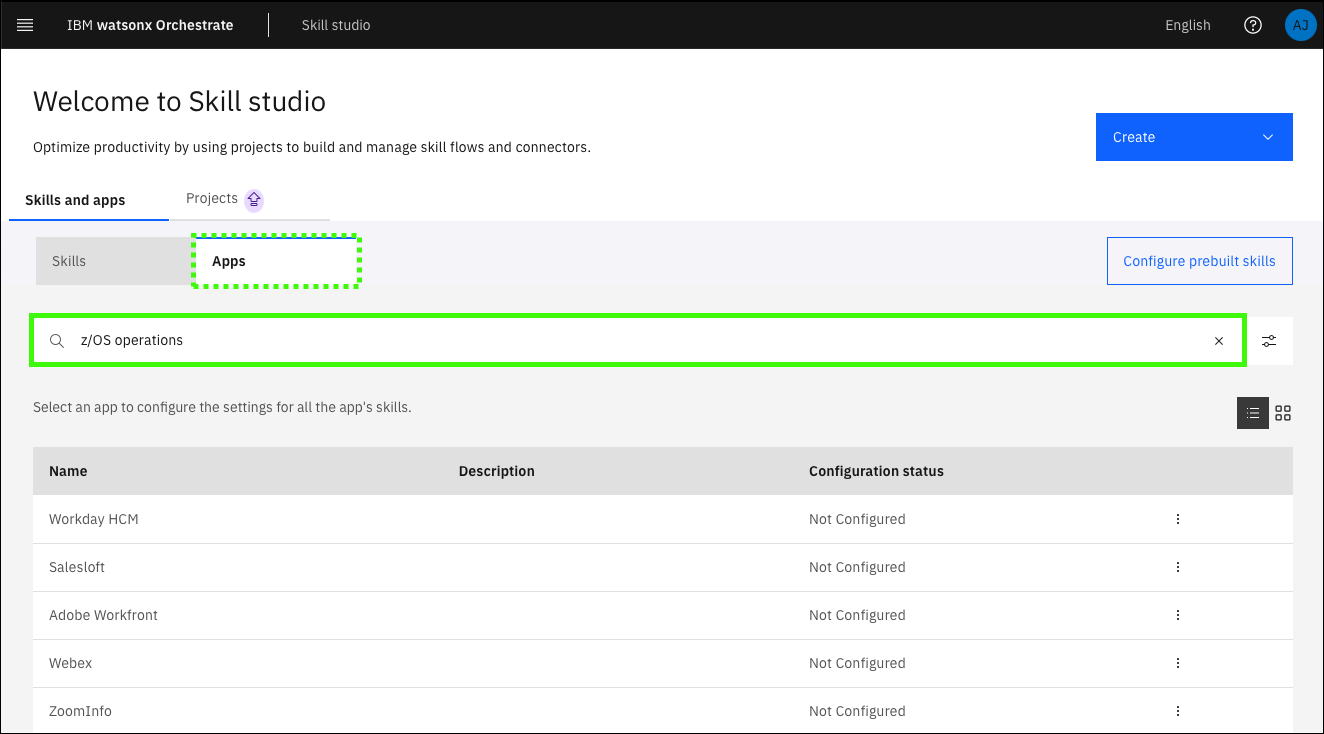 IBM watsonx Orchestrate Skill studio English AJ
Welcome to Skill studio
Create
Optimize productivity by using projects to build and manage skill flows and connectors.
Skills and apps Projects
Skills Apps Configure prebuilt skills
z/OS operations
Select an app to configure the settings for all the app's skills.
Name Description Configuration status
Workday HCM Not Configured
Salesloft Not Configured
Adobe Workfront Not Configured
Webex Not Configured
ZoomInfo Not Configured